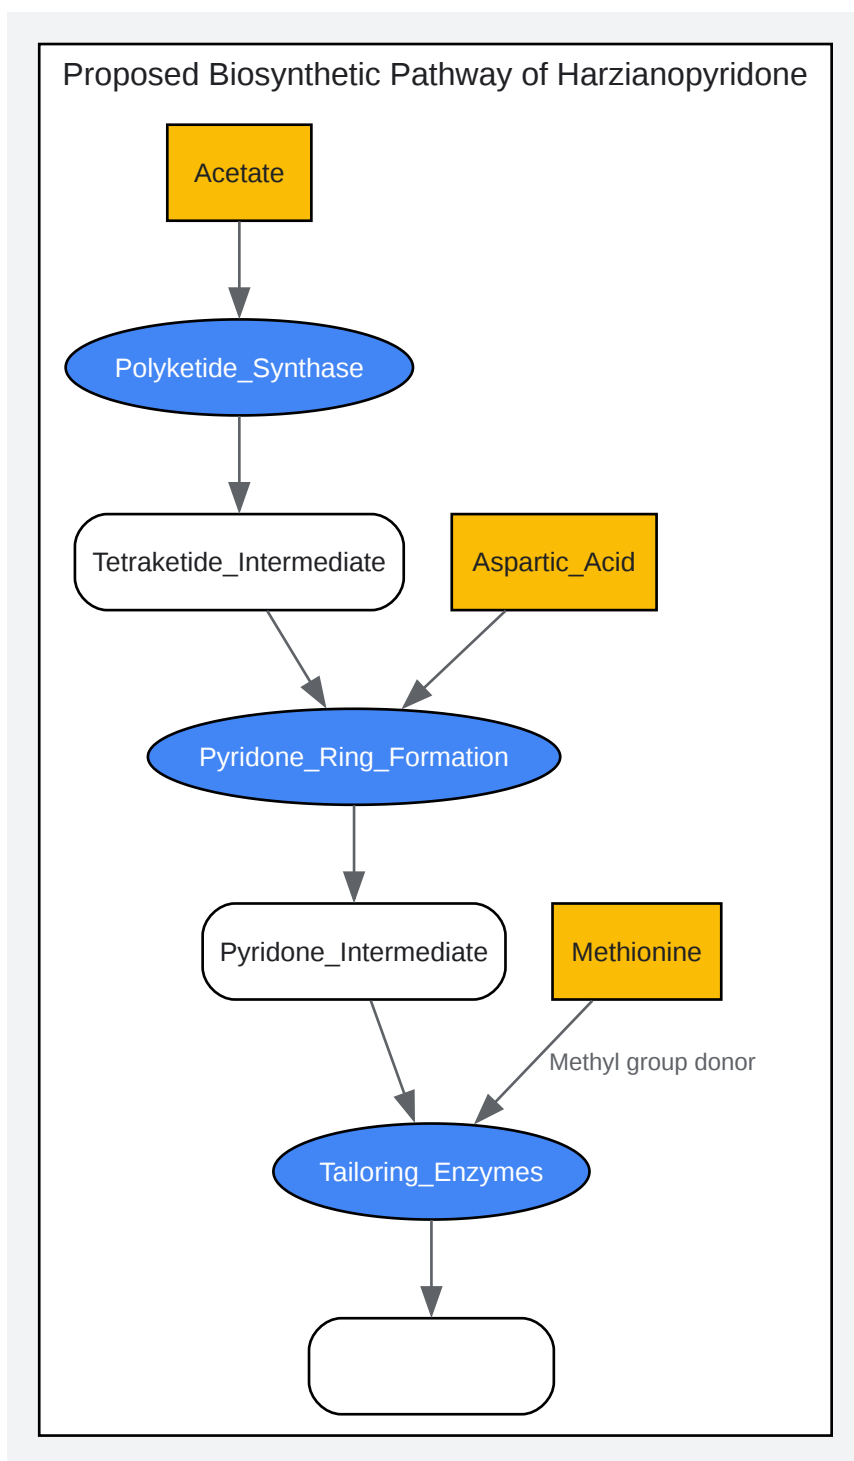 Proposed Biosynthetic Pathway of Harzianopyridone
Acetate
Polyketide_Synthase
Tetraketide_Intermediate
Aspartic_Acid
Pyridone_Ring_Formation
Pyridone_Intermediate
Methionine
Methyl group donor
Tailoring_Enzymes